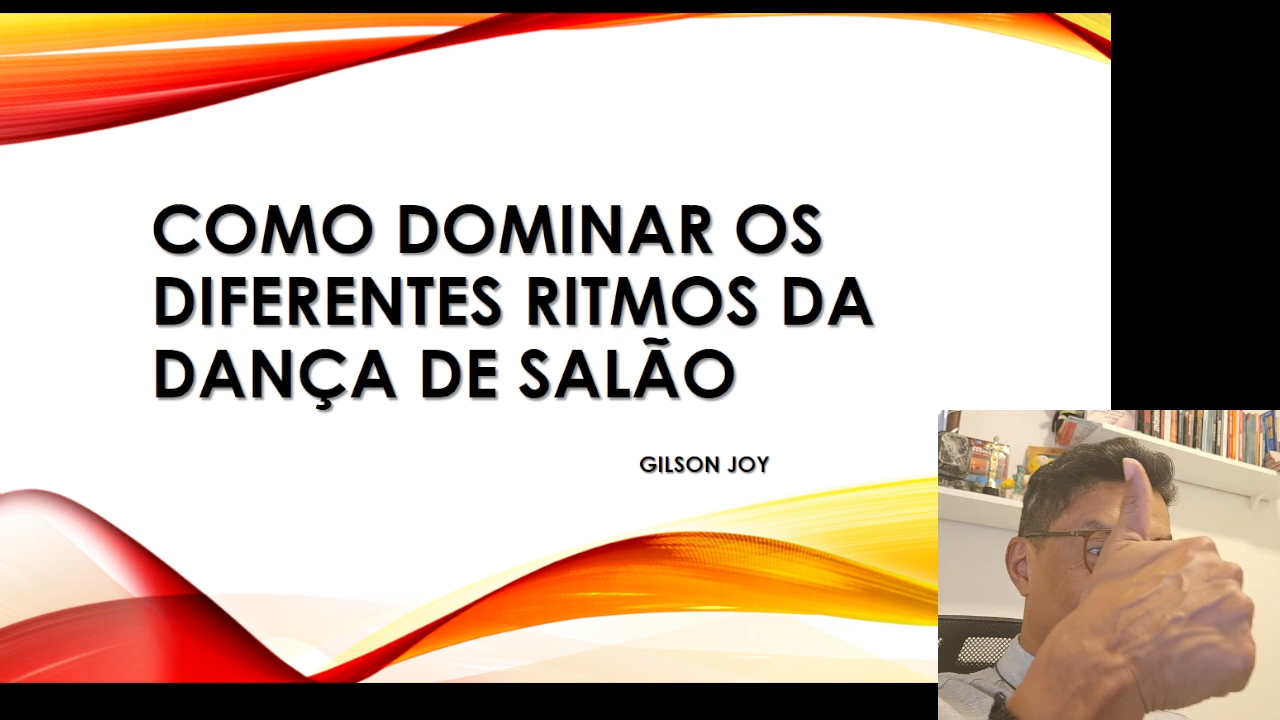 COMO DOMINAR OS
DIFERENTES RITMOS DA
DANÇA DE SALÃO
GILSON JOY